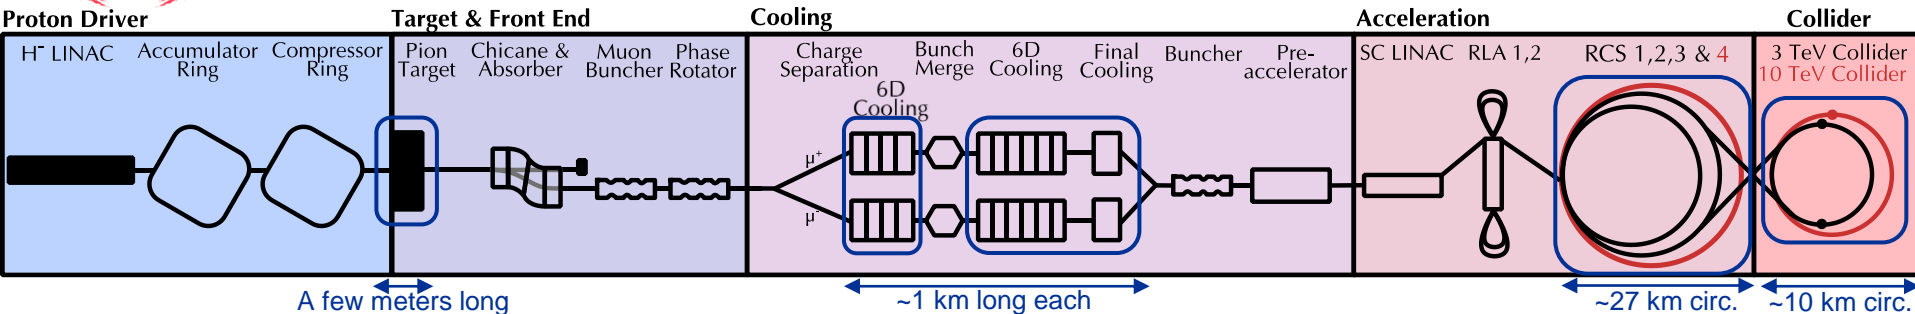 Proton Driver
Target & Front End
Cooling
Acceleration
Collider
H⁻ LINAC
Accumulator
Ring
Compressor
Ring
Pion
Target
Chicane &
Absorber
Muon
Buncher
Phase
Rotator
Charge
Separation
6D
Cooling
Bunch
Merge
6D
Cooling
Final
Cooling
Buncher
Pre-
accelerator
SC LINAC
RLA 1,2
RCS 1,2,3 & 4
3 TeV Collider
10 TeV Collider
μ⁺
μ⁻
A few meters long
~1 km long each
~27 km circ.
~10 km circ.